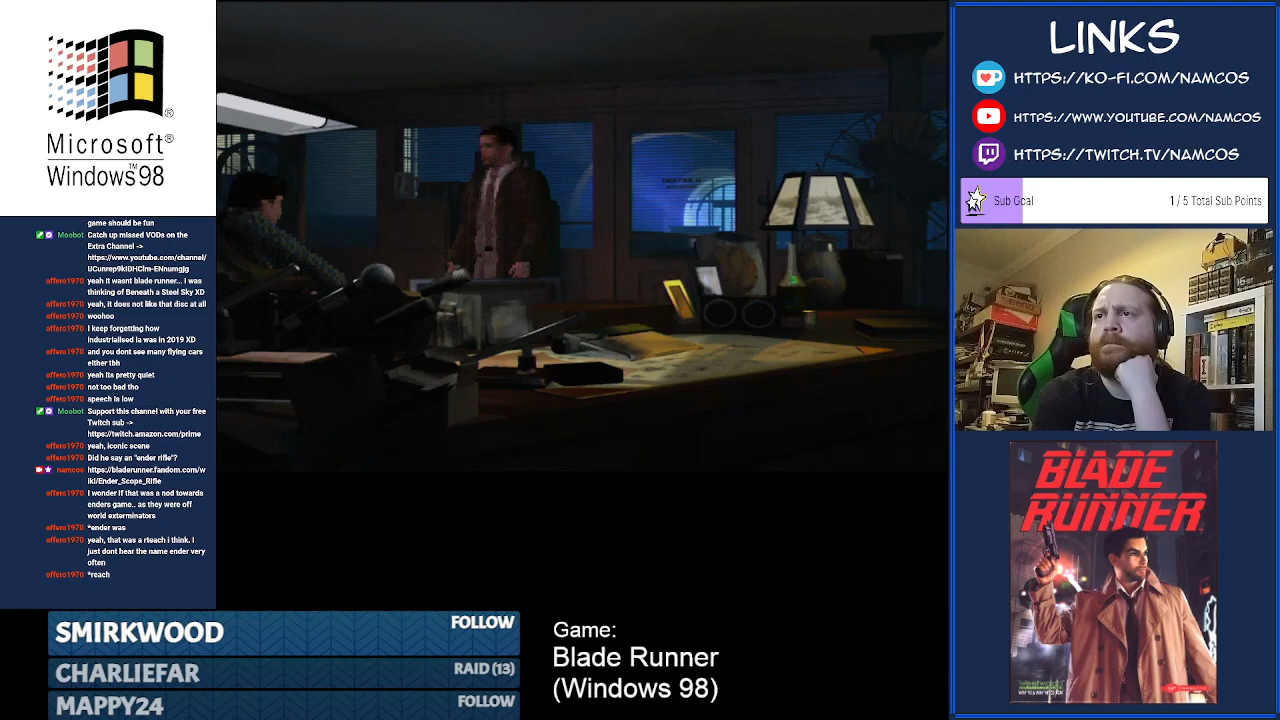 Microsoft®
Windows™98
game should be fun
Moobot Catch up missed VODs on the
Extra Channel ->
https://www.youtube.com/channel/
offero1970 yeah it wasnt blade runner... I was
thinking of Beneath a Steel Sky XD
offero1970 yeah, it does not like that disc at all
offero1970 woohoo
offero1970 I keep forgetting how
industrialised la was in 2019 XD
offero1970 and you dont see many flying cars
either tbh
offero1970 yeah its pretty quiet
offero1970 not too bad tho
offero1970 speech is low
Moobot Support this channel with your free
Twitch sub ->
https://twitch.amazon.com/prime
offero1970 yeah, iconic scene
offero1970 Did he say an "ender rifle"?
namcos https://bladerunner.fandom.com/w
iki/Ender_Scope_Rifle
offero1970 I wonder if that was a nod towards
enders game.. as they were off
world exterminators
offero1970 *ender was
offero1970 yeah, that was a rteach i think. I
just dont hear the name ender very
often
offero1970 *reach
SMIRKWOOD FOLLOW
CHARLIEFAR RAID (13)
MAPPY24 FOLLOW
Game:
Blade Runner
(Windows 98)
LINKS
HTTPS://KO-FI.COM/NAMCOS
HTTPS://WWW.YOUTUBE.COM/NAMCOS
HTTPS://TWITCH.TV/NAMCOS
Sub Goal 1 / 5 Total Sub Points
BLADE
RUNNER
Westwood